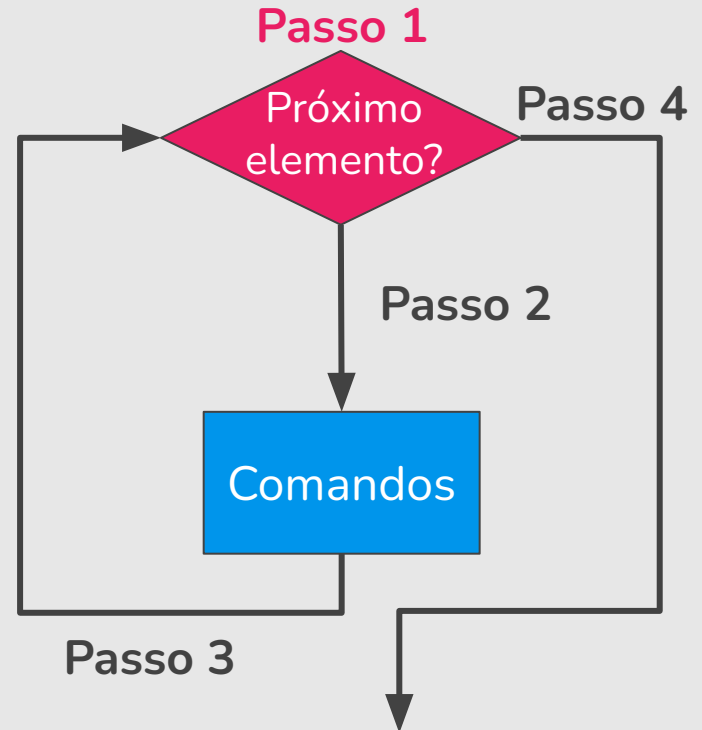 Passo 1
Próximo
elemento?
Passo 4
Passo 2
Comandos
Passo 3